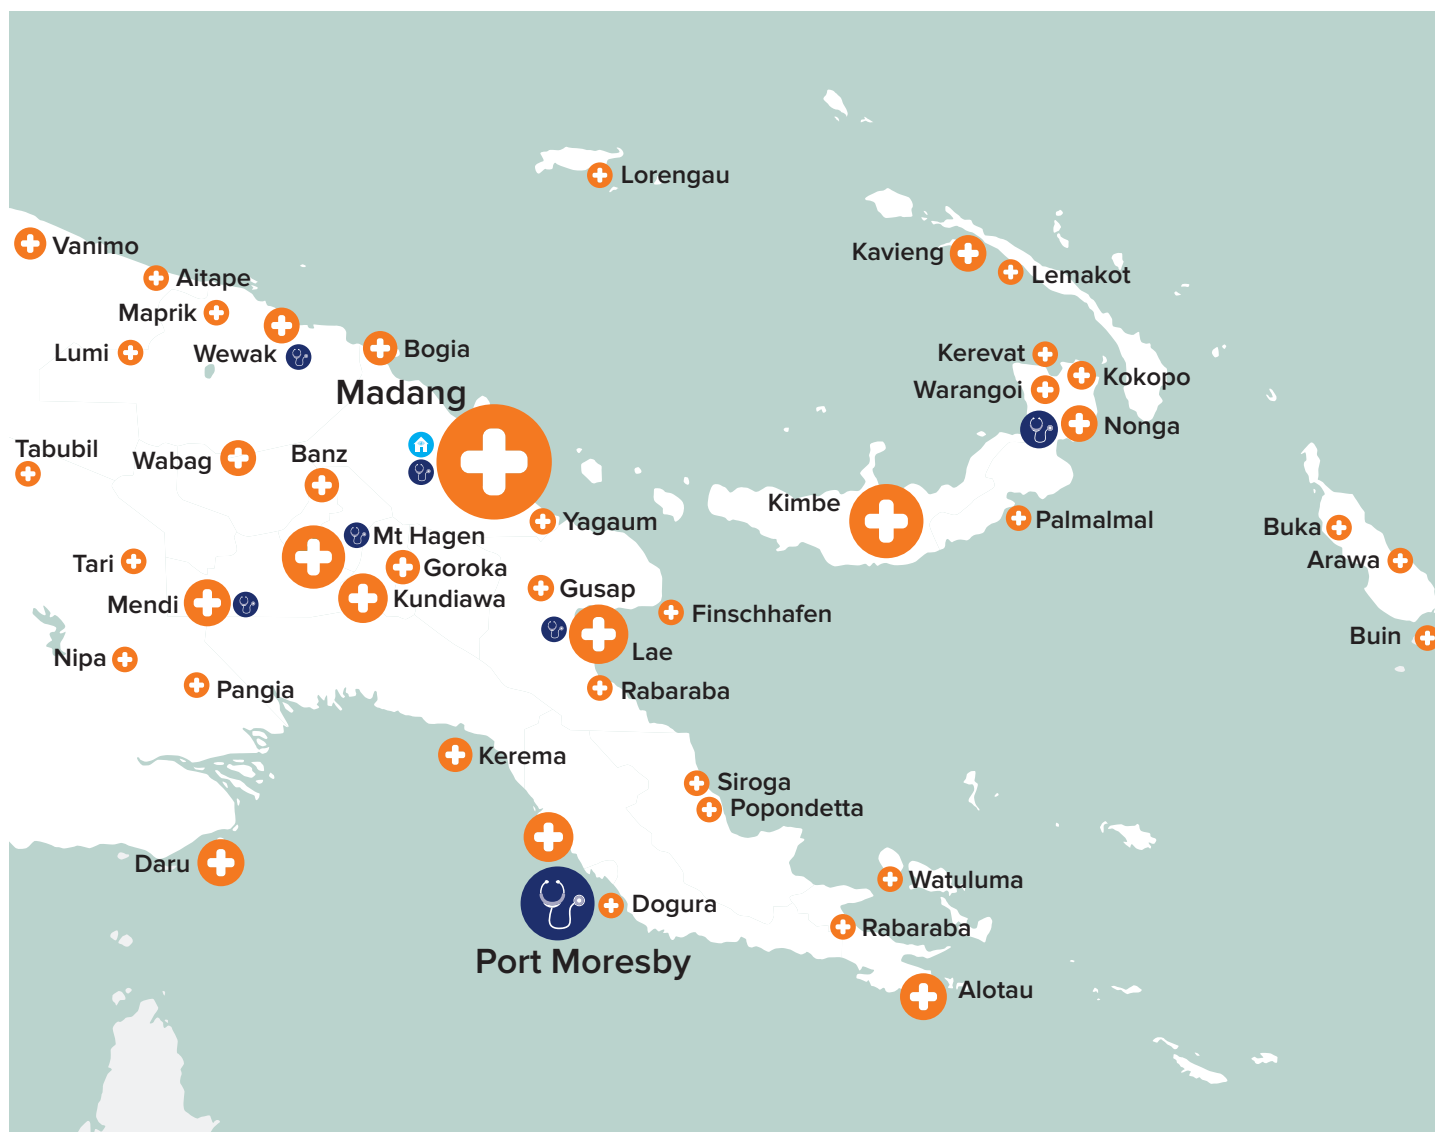 Lorengau
Vanimo
Kavieng
Aitape
Lemakot
Maprik
Lumi
Wewak
Bogia
Kerevat
Kokopo
Warangoi
Madang
Nonga
Tabubil
Wabag
Banz
Kimbe
Yagaum
Palmalmal
Buka
Mt Hagen
Tari
Goroka
Arawa
Mendi
Kundiawa
Gusap
Finschhafen
Buin
Lae
Nipa
Pangia
Rabaraba
Kerema
Siroga
Popondetta
Daru
Watuluma
Dogura
Rabaraba
Port Moresby
Alotau